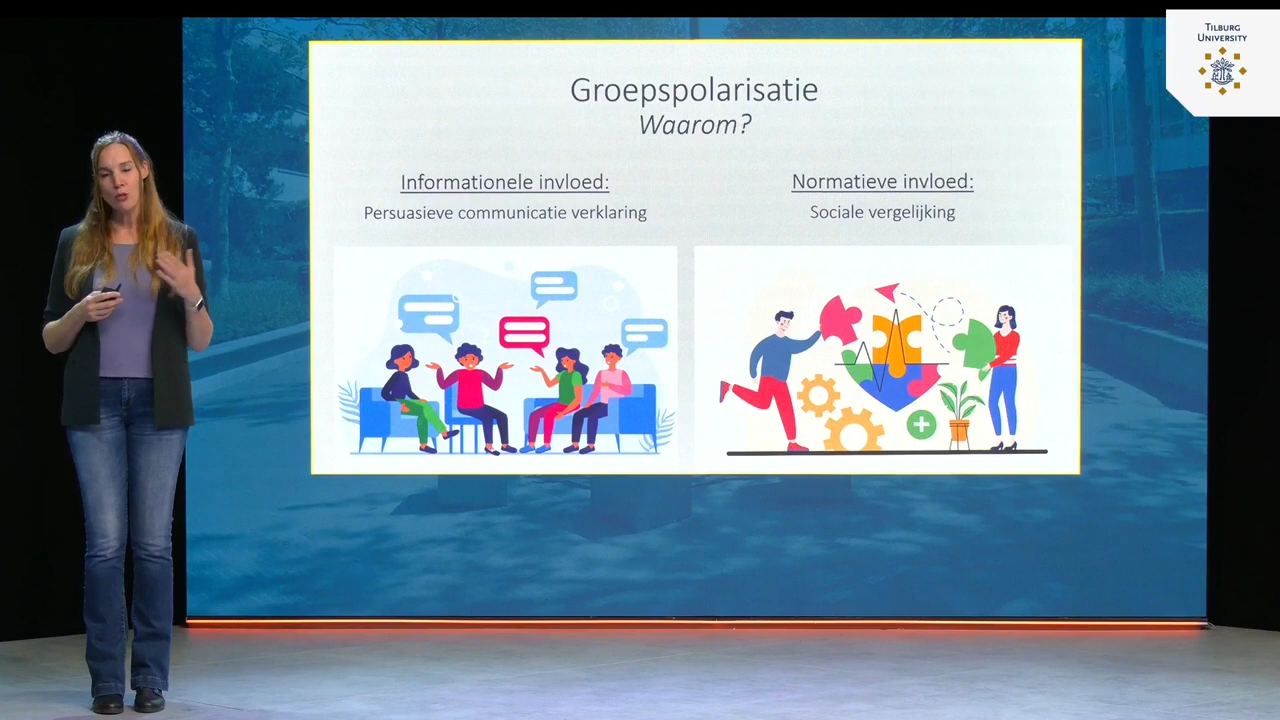 TILBURG
UNIVERSITY
Groepspolarisatie
Waarom?
Informationele invloed:
Persuasieve communicatie verklaring
Normatieve invloed:
Sociale vergelijking